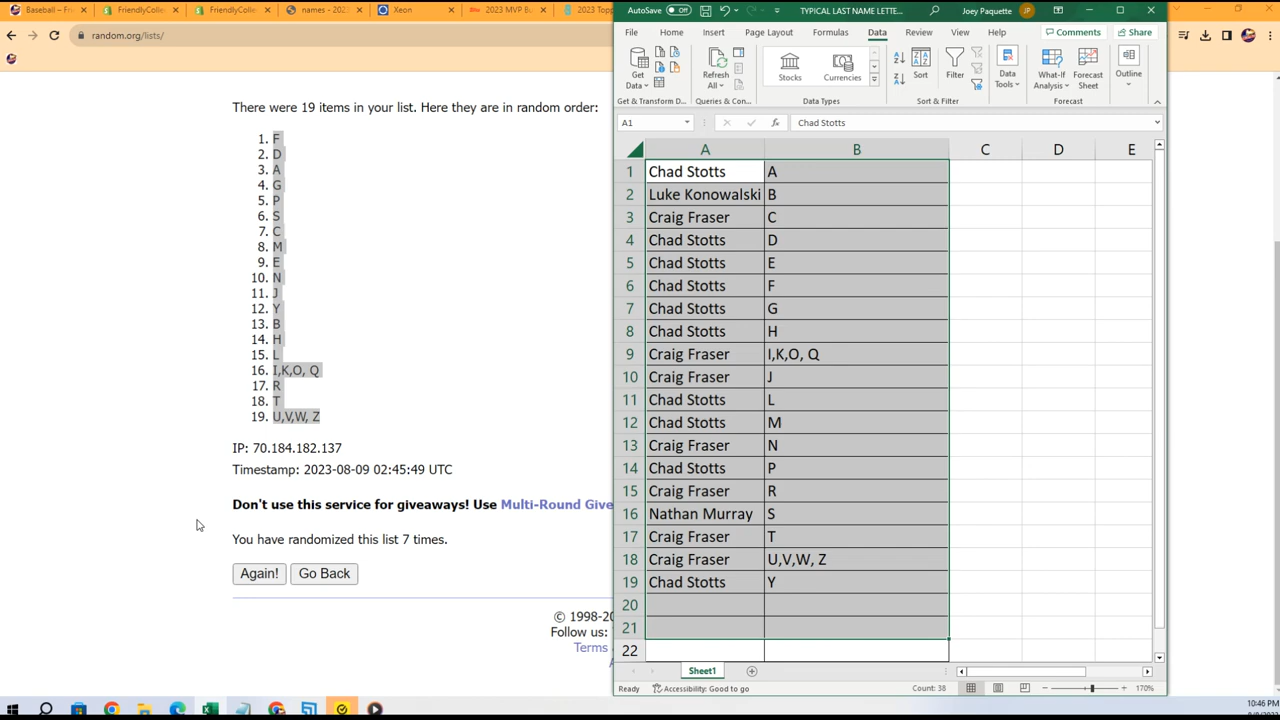 FriendlyColle
FriendlyColle
names - 2023
Xeon
2023 MVP B
2023 Topp
random.org/lists/
There were 19 items in your list. Here they are in random order:
1. F
2. D
3. A
4. G
5. P
6. S
7. C
8. M
9. E
10. N
11. J
12. Y
13. B
14. H
15. L
16. I,K,O, Q
17. R
18. T
19. U,V,W, Z
IP: 70.184.182.137
Timestamp: 2023-08-09 02:45:49 UTC
Don't use this service for giveaways! Use Multi-Round Give
You have randomized this list 7 times.
Again! Go Back
© 1998-20
Follow us:
Terms
AutoSave Off TYPICAL LAST NAME LETTE... Joey Paquette JP
File Home Insert Page Layout Formulas Data Review View Help Comments Share
Get Data Refresh All Stocks Currencies Sort Filter Data Tools What-If Analysis Forecast Sheet Outline
Get & Transform D... Queries & Con... Data Types Sort & Filter Forecast
A1 fx Chad Stotts
A B C D E
1 Chad Stotts A
2 Luke Konowalski B
3 Craig Fraser C
4 Chad Stotts D
5 Chad Stotts E
6 Chad Stotts F
7 Chad Stotts G
8 Chad Stotts H
9 Craig Fraser I,K,O, Q
10 Craig Fraser J
11 Chad Stotts L
12 Chad Stotts M
13 Craig Fraser N
14 Chad Stotts P
15 Craig Fraser R
16 Nathan Murray S
17 Craig Fraser T
18 Craig Fraser U,V,W, Z
19 Chad Stotts Y
20
21
22
Sheet1
Ready Accessibility: Good to go Count: 38 170%
10:46 PM